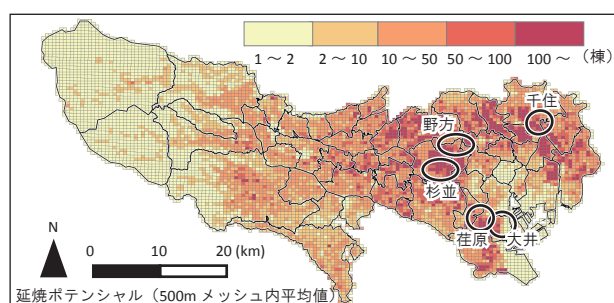 1～2 2～10 10～50 50～100 100～ (棟)
千住
野方
杉並
荏原 大井
N
0 10 20 (km)
延焼ポテンシャル（500m メッシュ内平均値）